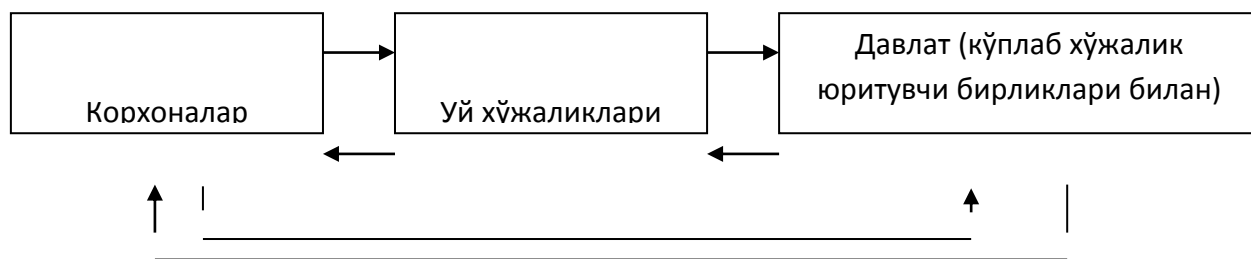 Корхоналар
Уй хўжаликлари
Давлат (кўплаб хўжалик
юритувчи бирликлари билан)